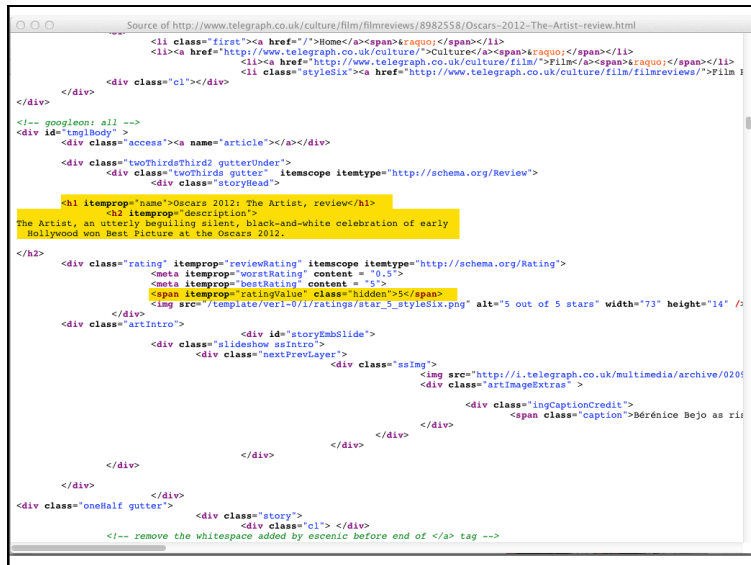 Source of http://www.telegraph.co.uk/culture/film/filmreviews/8982558/Oscars-2012-The-Artist-review.html
<li class="first"><a href="/">Home</a><span>&raquo;</span></li>
<li><a href="http://www.telegraph.co.uk/culture/">Culture</a><span>&raquo;</span></li>
<li><a href="http://www.telegraph.co.uk/culture/film/">Film</a><span>&raquo;</span></li>
<li class="styleSix"><a href="http://www.telegraph.co.uk/culture/film/filmreviews/">Film
<div class="cl"></div>
</div>
</div>
<!-- googleon: all -->
<div id="tmglBody" >
<div class="access"><a name="article"></a></div>
<div class="twoThirdsThird2 gutterUnder">
<div class="twoThirds gutter"  itemscope itemtype="http://schema.org/Review">
<div class="storyHead">
<h1 itemprop="name">Oscars 2012: The Artist, review</h1>
<h2 itemprop="description">
The Artist, an utterly beguiling silent, black-and-white celebration of early
Hollywood won Best Picture at the Oscars 2012.
</h2>
<div class="rating" itemprop="reviewRating" itemscope itemtype="http://schema.org/Rating">
<meta itemprop="worstRating" content = "0.5">
<meta itemprop="bestRating" content = "5">
<span itemprop="ratingValue" class="hidden">5</span>
<img src="/template/ver1-0/i/ratings/star_5_styleSix.png" alt="5 out of 5 stars" width="73" height="14" />
</div>
<div class="artIntro">
<div id="storyEmbSlide">
<div class="slideshow ssIntro">
<div class="nextPrevLayer">
<div class="ssImg">
<img src="http://i.telegraph.co.uk/multimedia/archive/0209
<div class="artImageExtras" >
<div class="ingCaptionCredit">
<span class="caption">Bérénice Bejo as
</div>
</div>
</div>
</div>
</div>
</div>
</div>
<div class="oneHalf gutter">
<div class="story">
<div class="cl"> </div>
<!-- remove the whitespace added by escenic before end of </a> tag -->